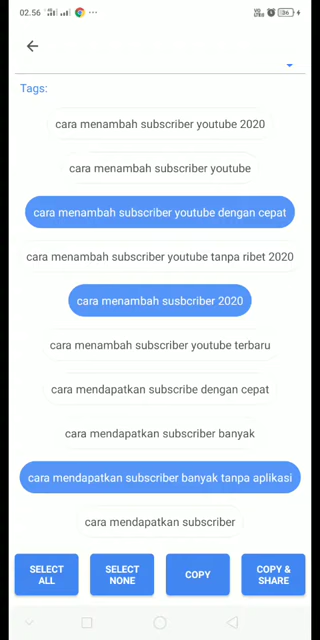 02.56
86
Tags:
cara menambah subscriber youtube 2020
cara menambah subscriber youtube
cara menambah subscriber youtube dengan cepat
cara menambah subscriber youtube tanpa ribet 2020
cara menambah susbcriber 2020
cara menambah subscriber youtube terbaru
cara mendapatkan subscribe dengan cepat
cara mendapatkan subscriber banyak
cara mendapatkan subscriber banyak tanpa aplikasi
cara mendapatkan subscriber
SELECT ALL
SELECT NONE
COPY
COPY & SHARE